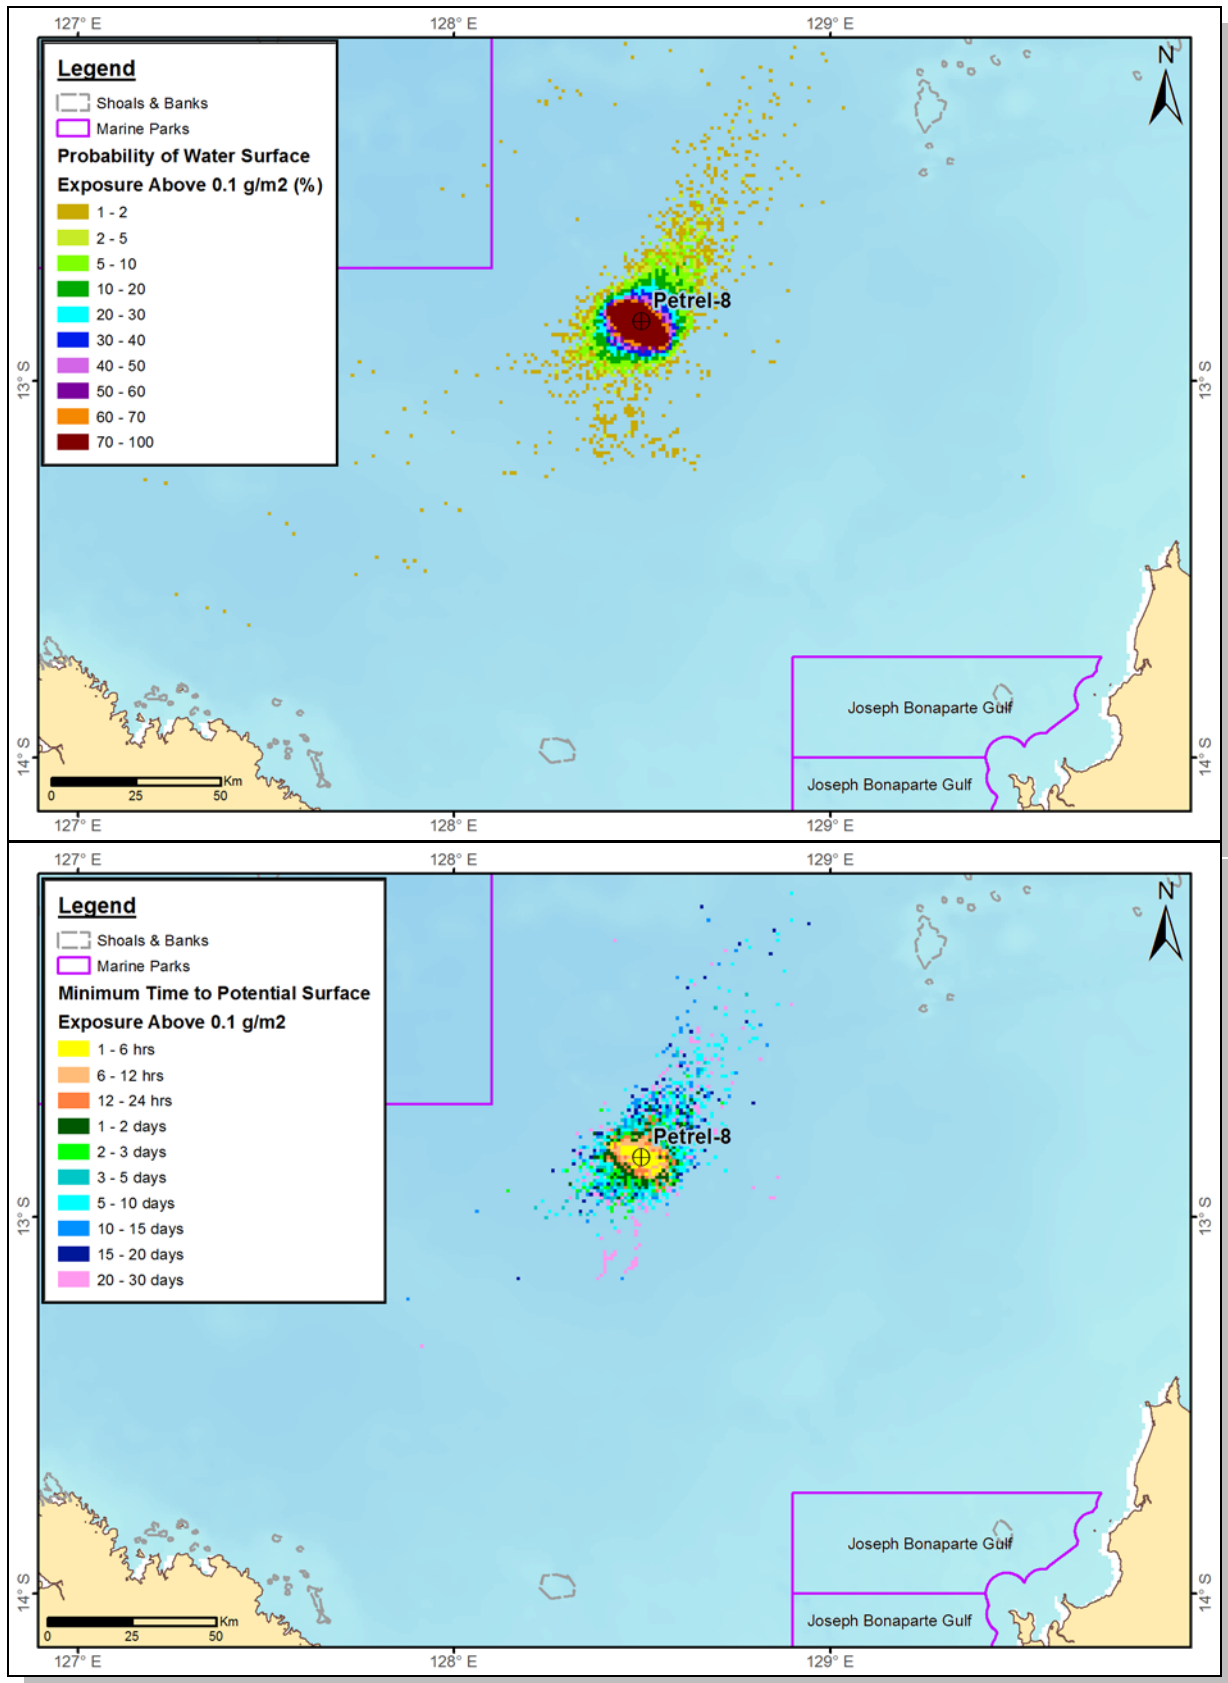 127° E
128° E
129° E
Legend
Shoals & Banks
Marine Parks
Probability of Water Surface
Exposure Above 0.1 g/m2 (%)
1 - 2
2 - 5
5 - 10
10 - 20
20 - 30
30 - 40
40 - 50
50 - 60
60 - 70
70 - 100
N
Petrel-8
13° S
13° S
Joseph Bonaparte Gulf
14° S
14° S
Joseph Bonaparte Gulf
Km
0 25 50
127° E
128° E
129° E
127° E
128° E
129° E
Legend
Shoals & Banks
Marine Parks
Minimum Time to Potential Surface
Exposure Above 0.1 g/m2
1 - 6 hrs
6 - 12 hrs
12 - 24 hrs
1 - 2 days
2 - 3 days
3 - 5 days
5 - 10 days
10 - 15 days
15 - 20 days
20 - 30 days
N
Petrel-8
13° S
13° S
Joseph Bonaparte Gulf
14° S
14° S
Joseph Bonaparte Gulf
Km
0 25 50
127° E
128° E
129° E